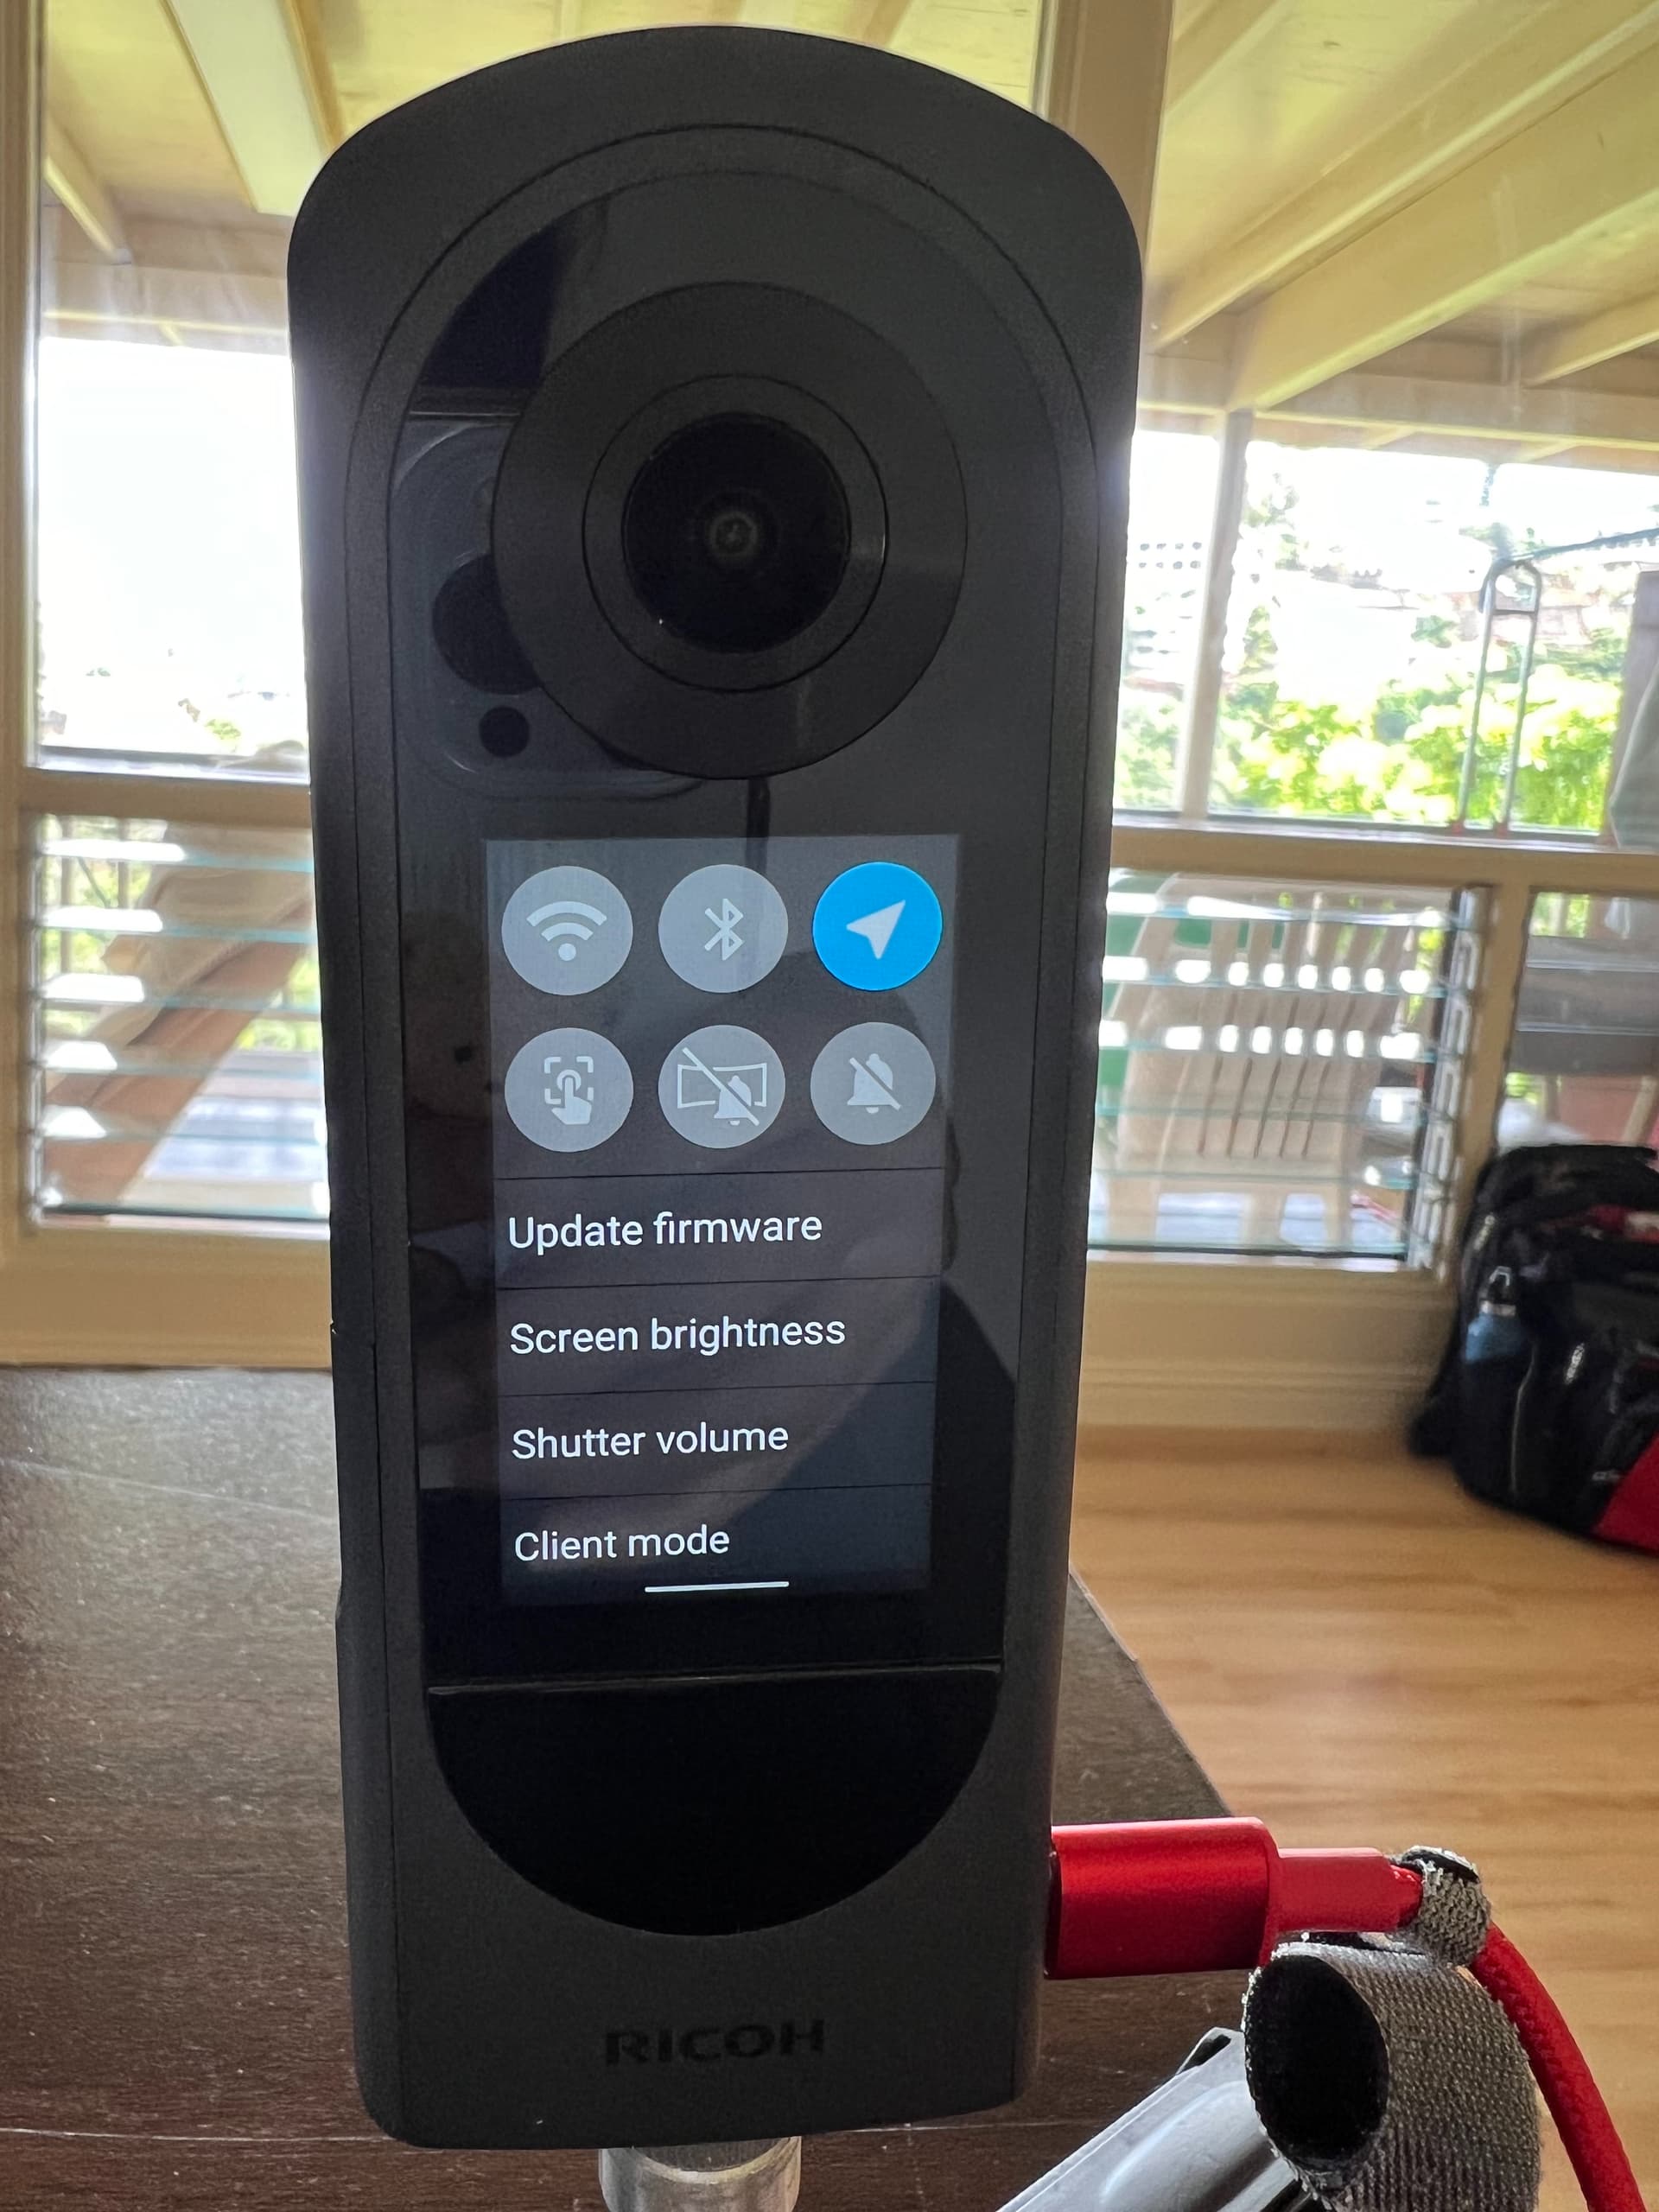 Update firmware
Screen brightness
Shutter volume
Client mode
RICOH